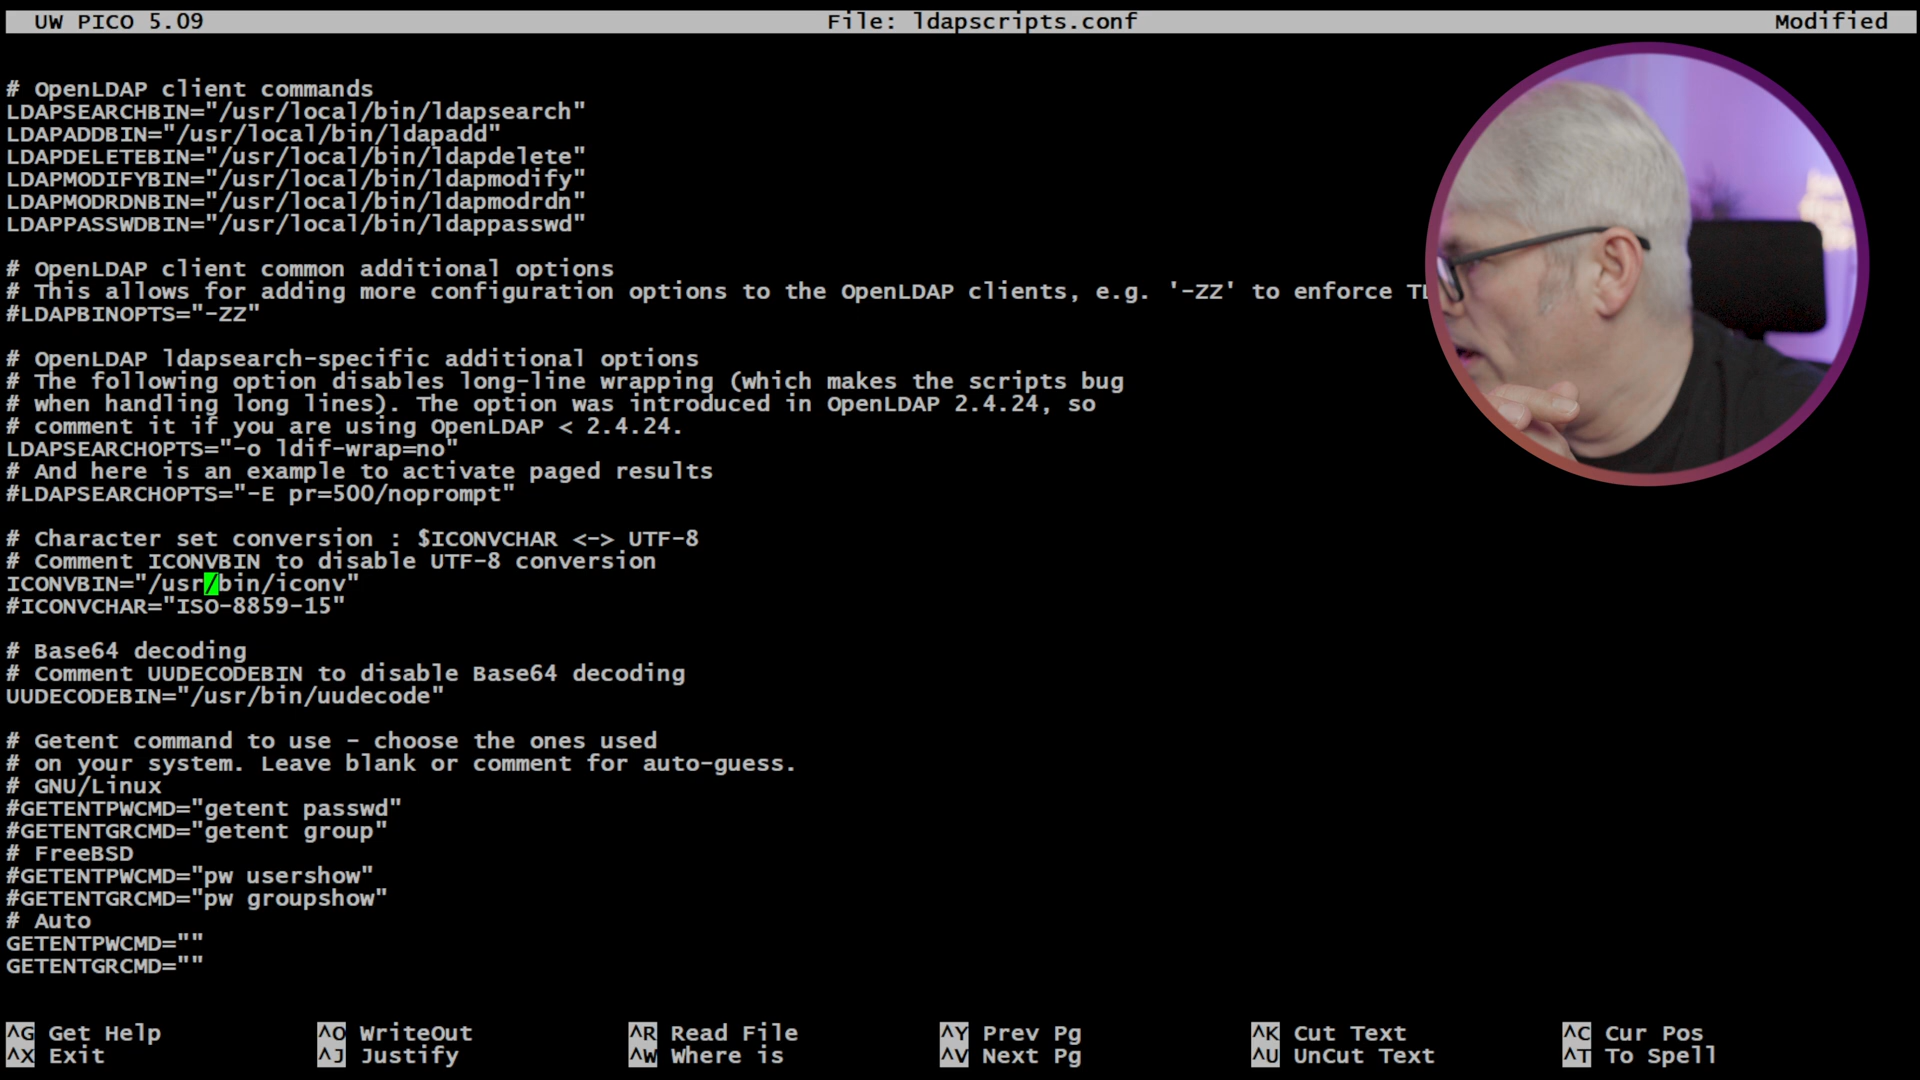 UW PICO 5.09 File: ldapscripts.conf Modified
# OpenLDAP client commands
LDAPSEARCHBIN="/usr/local/bin/ldapsearch"
LDAPADDBIN="/usr/local/bin/ldapadd"
LDAPDELETEBIN="/usr/local/bin/ldapdelete"
LDAPMODIFYBIN="/usr/local/bin/ldapmodify"
LDAPMODRDNBIN="/usr/local/bin/ldapmodrdn"
LDAPPASSWDBIN="/usr/local/bin/ldappasswd"
# OpenLDAP client common additional options
# This allows for adding more configuration options to the OpenLDAP clients, e.g. '-ZZ' to enforce
#LDAPBINOPTS="-ZZ"
# OpenLDAP ldapsearch-specific additional options
# The following option disables long-line wrapping (which makes the scripts bug
# when handling long lines). The option was introduced in OpenLDAP 2.4.24, so
# comment it if you are using OpenLDAP < 2.4.24.
LDAPSEARCHOPTS="-o ldif-wrap=no"
# And here is an example to activate paged results
#LDAPSEARCHOPTS="-E pr=500/noprompt"
# Character set conversion : $ICONVCHAR <-> UTF-8
# Comment ICONVBIN to disable UTF-8 conversion
ICONVBIN="/usr/bin/iconv"
#ICONVCHAR="ISO-8859-15"
# Base64 decoding
# Comment UUDECODEBIN to disable Base64 decoding
UUDECODEBIN="/usr/bin/uudecode"
# Getent command to use - choose the ones used
# on your system. Leave blank or comment for auto-guess.
# GNU/Linux
#GETENTPWCMD="getent passwd"
#GETENTGRCMD="getent group"
# FreeBSD
#GETENTPWCMD="pw usershow"
#GETENTGRCMD="pw groupshow"
# Auto
GETENTPWCMD=""
GETENTGRCMD=""
^G Get Help ^O WriteOut ^R Read File ^Y Prev Pg ^K Cut Text ^C Cur Pos
^X Exit ^J Justify ^W Where is ^V Next Pg ^U UnCut Text ^T To Spell